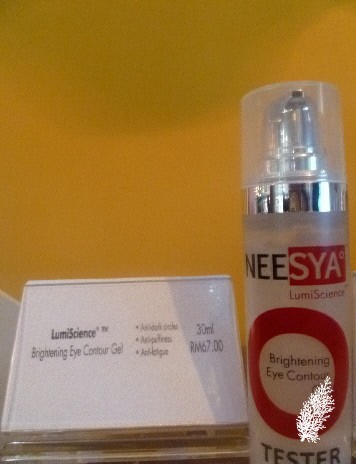 LumiScience® ™
Brightening Eye Contour Gel
• Anti-dark circles
• Anti-puffiness
• Anti-fatigue
30ml
RM67.00
NEESYA®
LumiScience™
Brightening
Eye Contour
TESTER